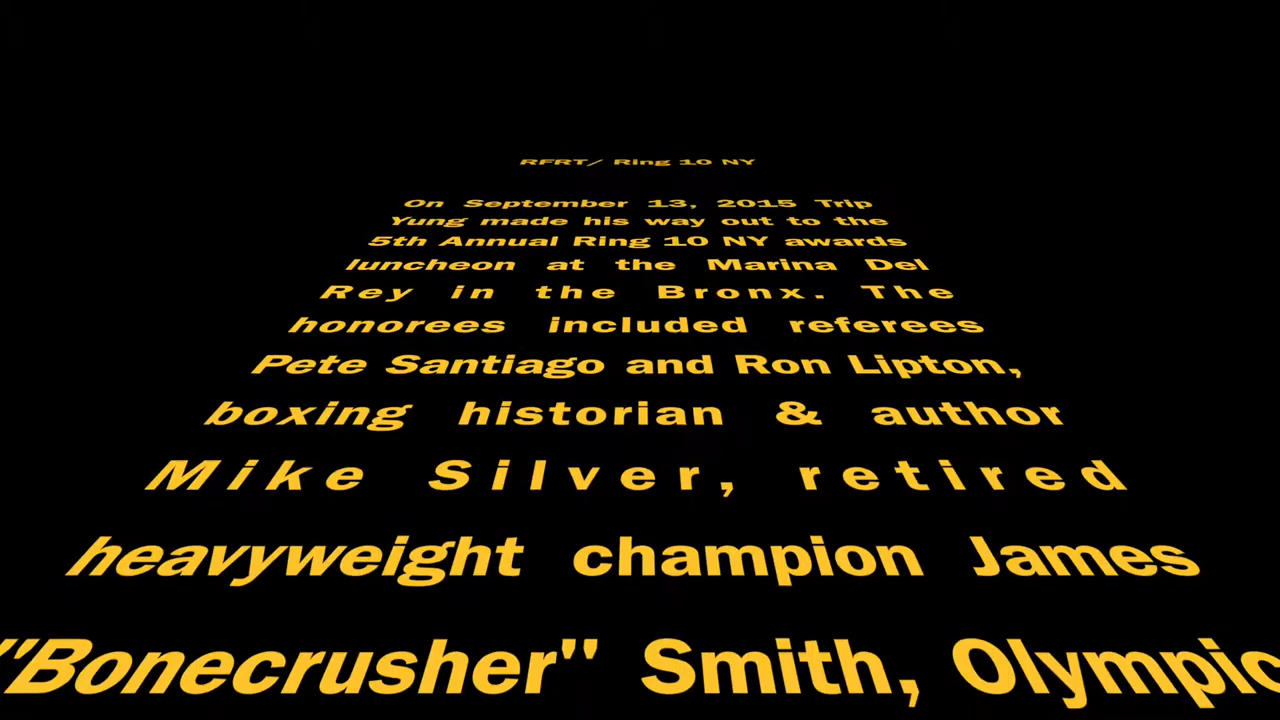 RFRT/ Ring 10 NY
On September 13, 2015 Trip
Yung made his way out to the
5th Annual Ring 10 NY awards
luncheon at the Marina Del
Rey in the Bronx. The
honorees included referees
Pete Santiago and Ron Lipton,
boxing historian & author
Mike Silver, retired
heavyweight champion James
"Bonecrusher" Smith, Olympic